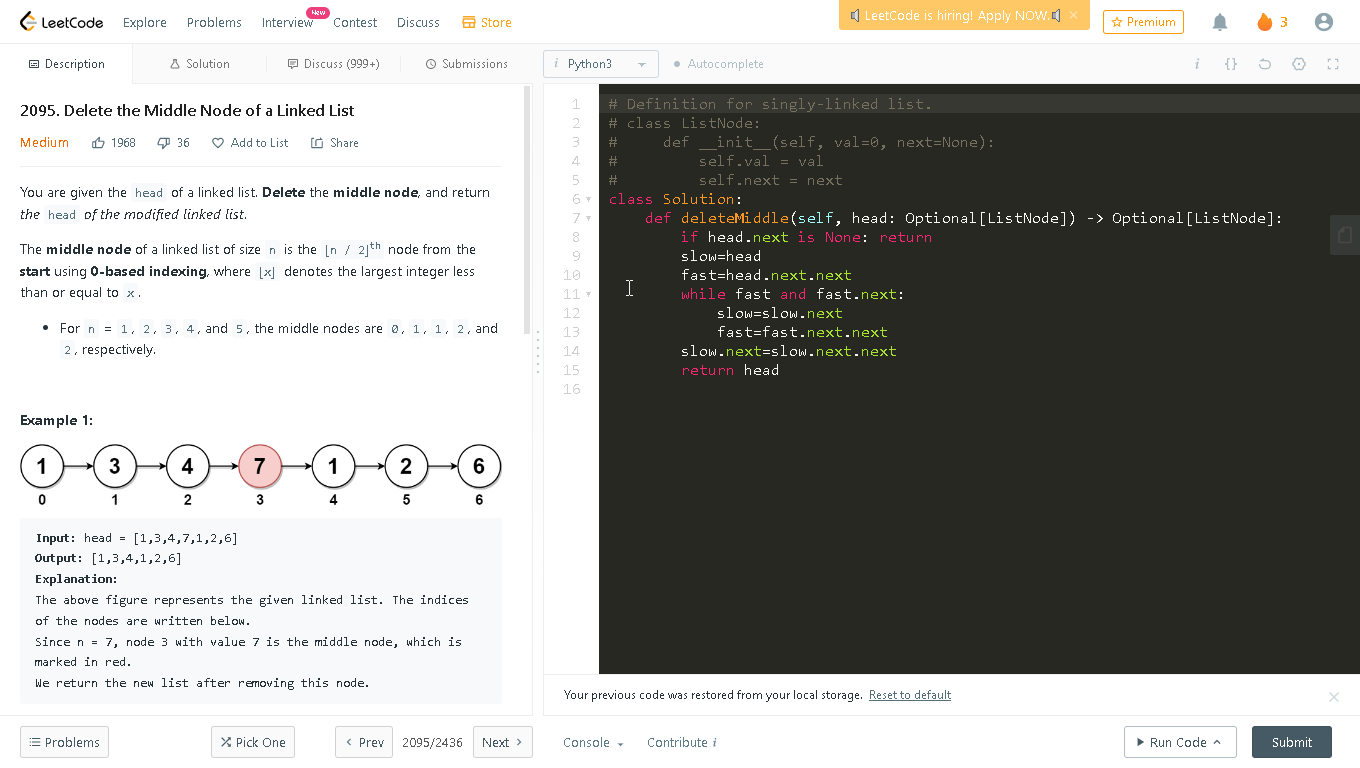 LeetCode
Explore
Problems
Interview
New
Contest
Discuss
Store
LeetCode is hiring! Apply NOW.
×
Premium
3
Description
Solution
Discuss (999+)
Submissions
i Python3
Autocomplete
i
{}
2095. Delete the Middle Node of a Linked List
Medium
1968
36
Add to List
Share
You are given the head of a linked list. Delete the middle node, and return
the head of the modified linked list.
The middle node of a linked list of size n is the ⌊n / 2⌋th node from the
start using 0-based indexing, where ⌊x⌋ denotes the largest integer less
than or equal to x.
• For n = 1, 2, 3, 4, and 5, the middle nodes are 0, 1, 1, 2, and
2, respectively.
Example 1:
1 3 4 7 1 2 6
0 1 2 3 4 5 6
Input: head = [1,3,4,7,1,2,6]
Output: [1,3,4,1,2,6]
Explanation:
The above figure represents the given linked list. The indices
of the nodes are written below.
Since n = 7, node 3 with value 7 is the middle node, which is
marked in red.
We return the new list after removing this node.
1 # Definition for singly-linked list.
2 # class ListNode:
3 #     def __init__(self, val=0, next=None):
4 #         self.val = val
5 #         self.next = next
6 class Solution:
7     def deleteMiddle(self, head: Optional[ListNode]) -> Optional[ListNode]:
8         if head.next is None: return
9         slow=head
10         fast=head.next.next
11         while fast and fast.next:
12             slow=slow.next
13             fast=fast.next.next
14         slow.next=slow.next.next
15         return head
16
Your previous code was restored from your local storage. Reset to default
×
Problems
Pick One
Prev
2095/2436
Next
Console
Contribute i
Run Code
Submit